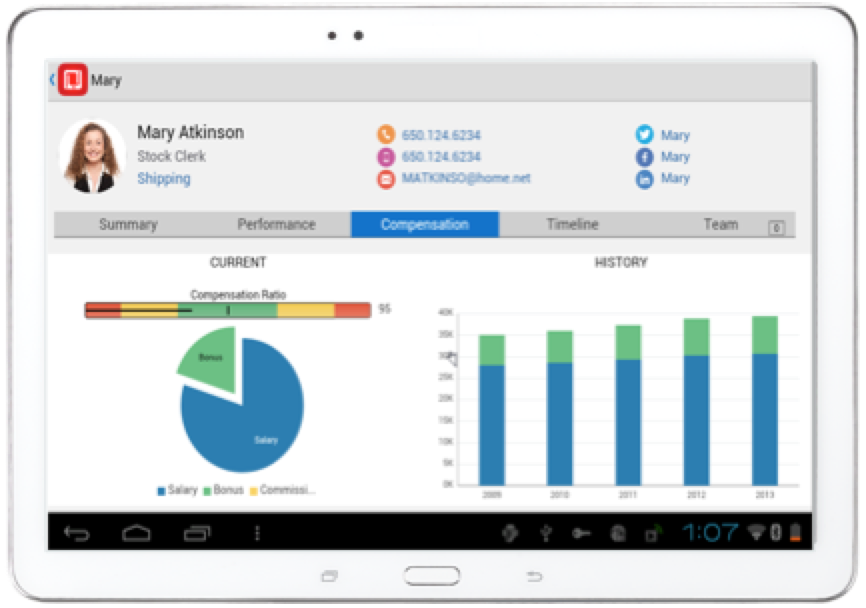 Mary
Mary Atkinson
Stock Clerk
Shipping
650.124.6234
650.124.6234
MATKINSO@home.net
Mary
Mary
Mary
Summary Performance Compensation Timeline Team 0
CURRENT
Compensation Ratio
95
Bonus
Salary
Salary Bonus Commissi...
HISTORY
40K
35K
30K
25K
20K
15K
10K
5K
0K
2009 2010 2011 2012 2013
1:07